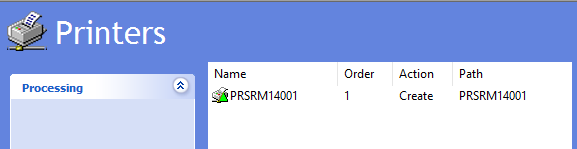 Printers
Processing
Name Order Action Path
PRSRM14001 1 Create PRSRM14001